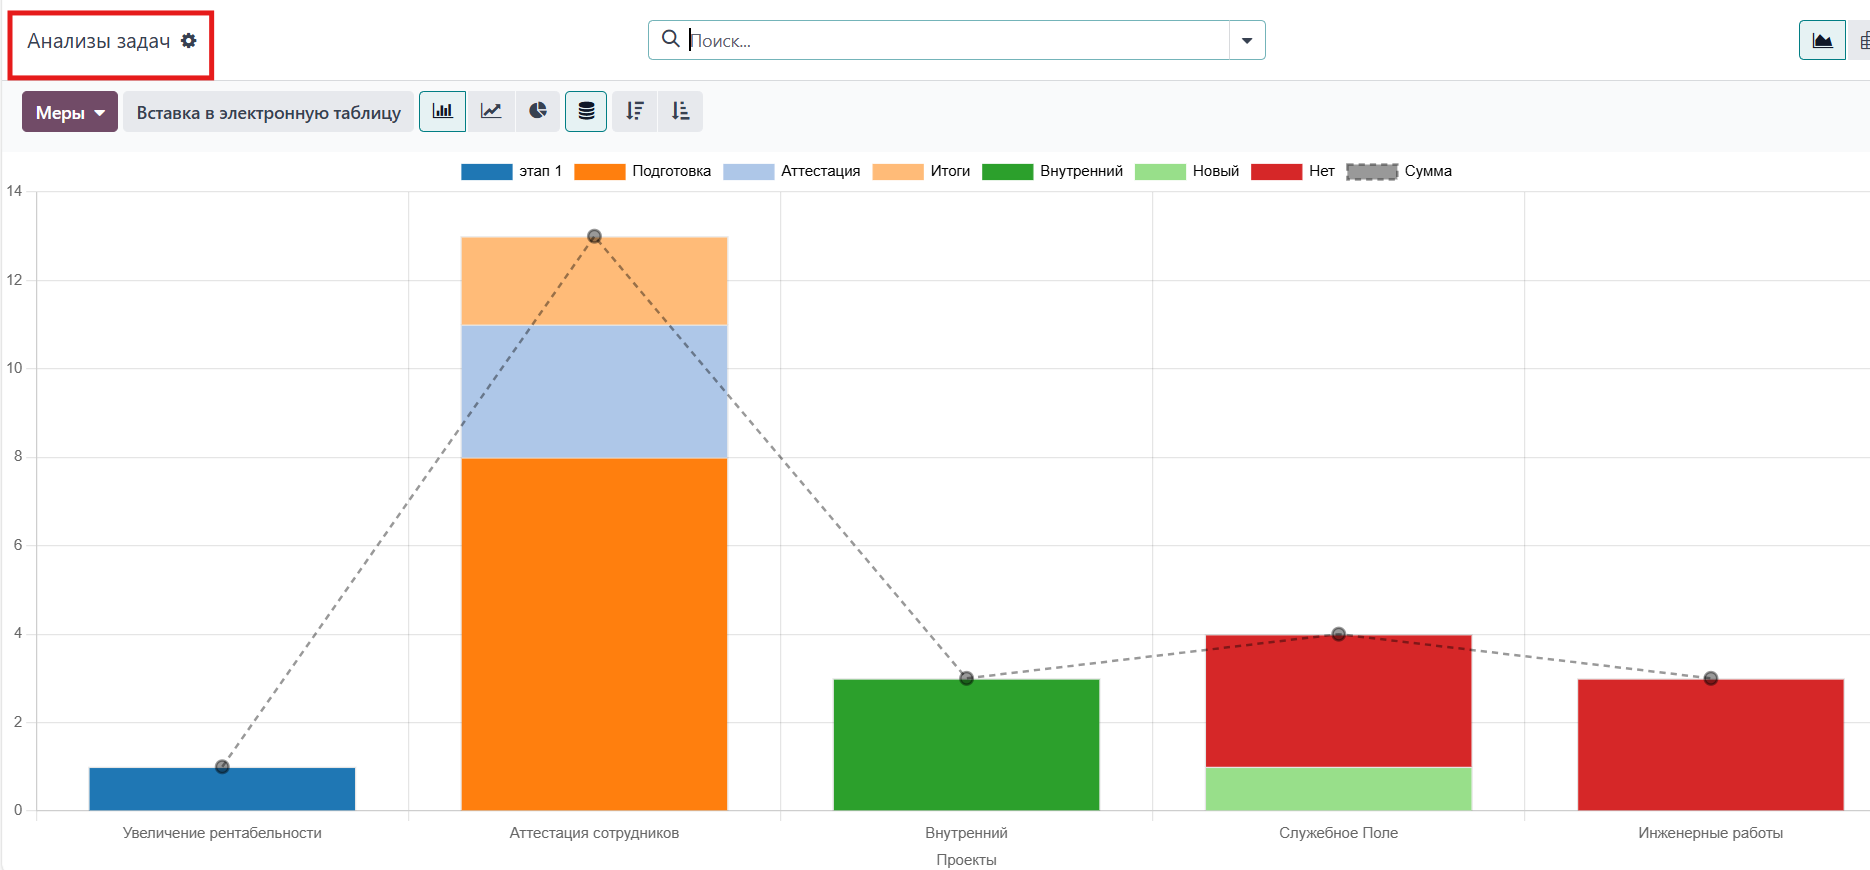 Анализы задач
Поиск...
Меры
Вставка в электронную таблицу
этап 1 Подготовка Аттестация Итоги Внутренний Новый Нет Сумма
14
12
10
8
6
4
2
0
Увеличение рентабельности Аттестация сотрудников Внутренний Служебное Поле Инженерные работы
Проекты